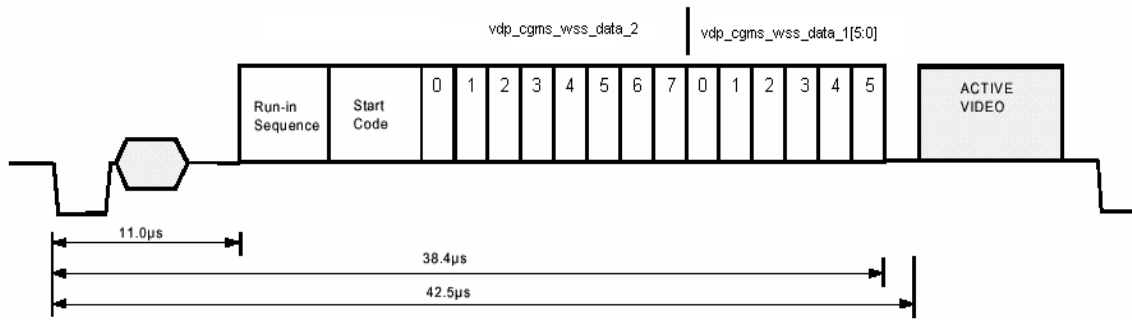 vdp_cgms_wss_data_2
vdp_cgms_wss_data_1[5:0]
Run-in
Sequence
Start
Code
0 1 2 3 4 5 6 7 0 1 2 3 4 5
ACTIVE
VIDEO
11.0µs
38.4µs
42.5µs